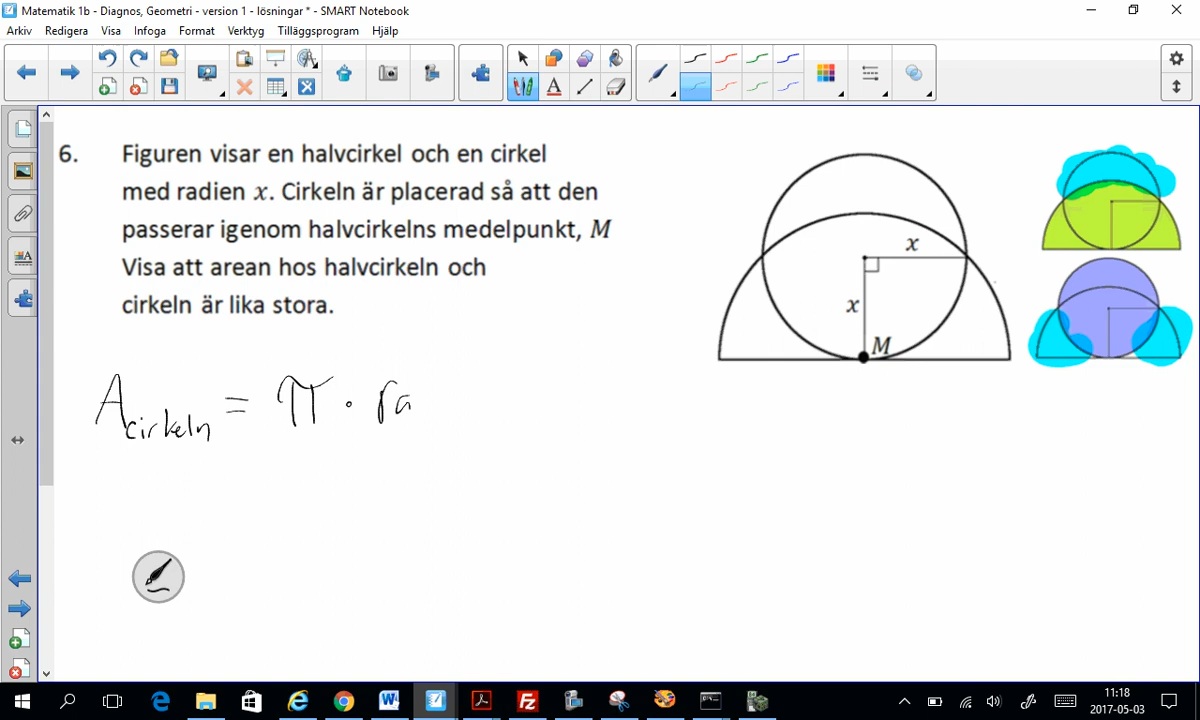 Matematik 1b - Diagnos, Geometri - version 1 - lösningar * - SMART Notebook
Arkiv Redigera Visa Infoga Format Verktyg Tilläggsprogram Hjälp
6. Figuren visar en halvcirkel och en cirkel
med radien x. Cirkeln är placerad så att den
passerar igenom halvcirkelns medelpunkt, M
Visa att arean hos halvcirkeln och
cirkeln är lika stora.
x
x
M
A cirkeln = π · ra
11:18
2017-05-03